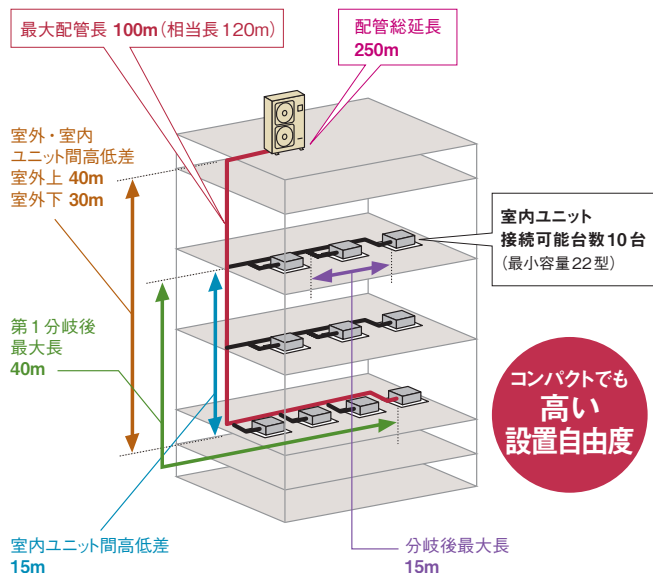 最大配管長 100m（相当長120m）
配管総延長
250m
室外・室内
ユニット間高低差
室外上 40m
室外下 30m
室内ユニット
接続可能台数10台
（最小容量22型）
第1分岐後
最大長
40m
コンパクトでも
高い
設置自由度
室内ユニット間高低差
15m
分岐後最大長
15m